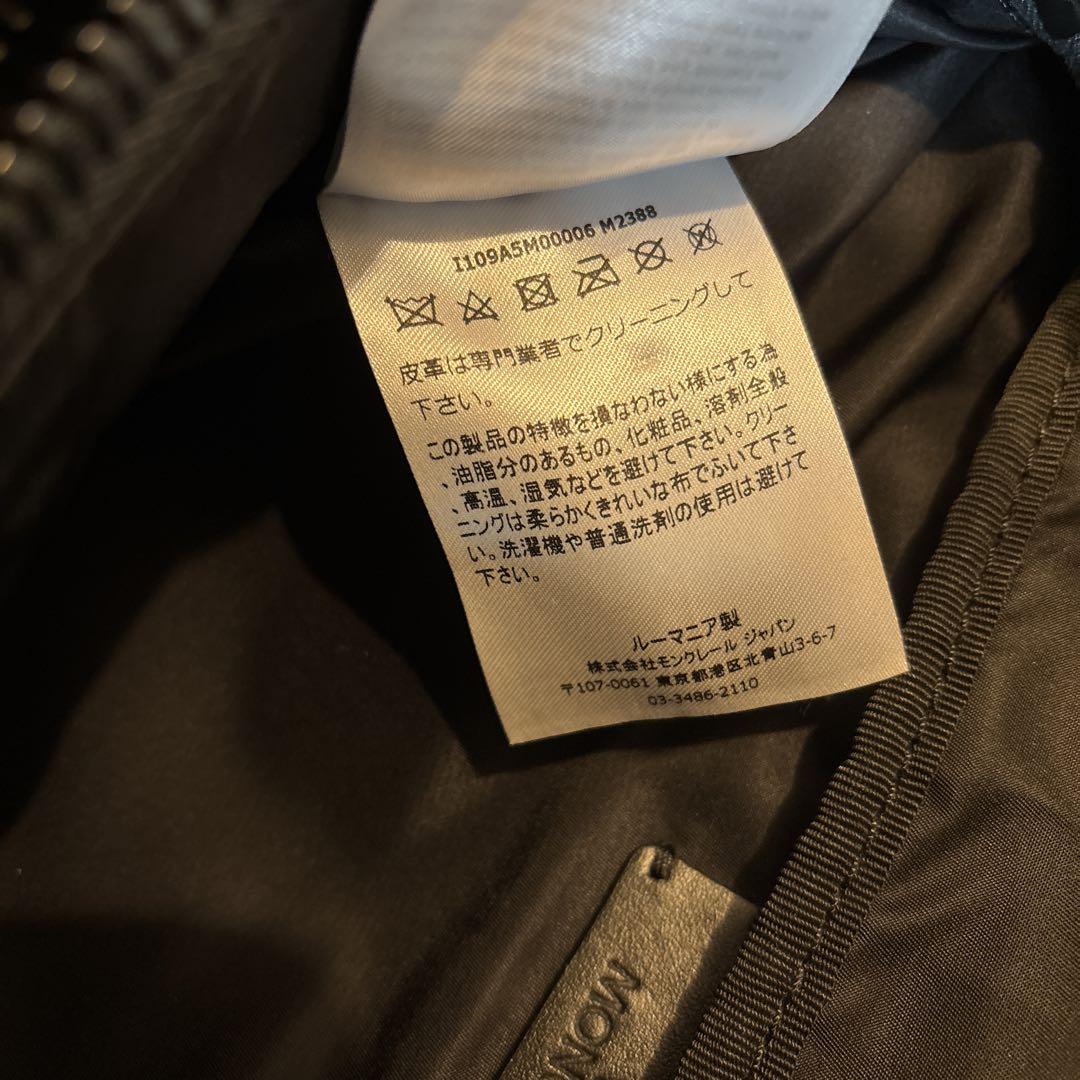 I109A5M00006 M2388
皮革は専門業者でクリーニングして
下さい。
この製品の特徴を損なわない様にする為
、油脂分のあるもの、化粧品、溶剤全般
、高温、湿気などを避けて下さい。クリー
ニングは柔らかくきれいな布でふいて下さ
い。洗濯機や普通洗剤の使用は避けて
下さい。
ルーマニア製
株式会社モンクレール ジャパン
〒107-0061 東京都港区北青山3-6-7
03-3486-2110
MON